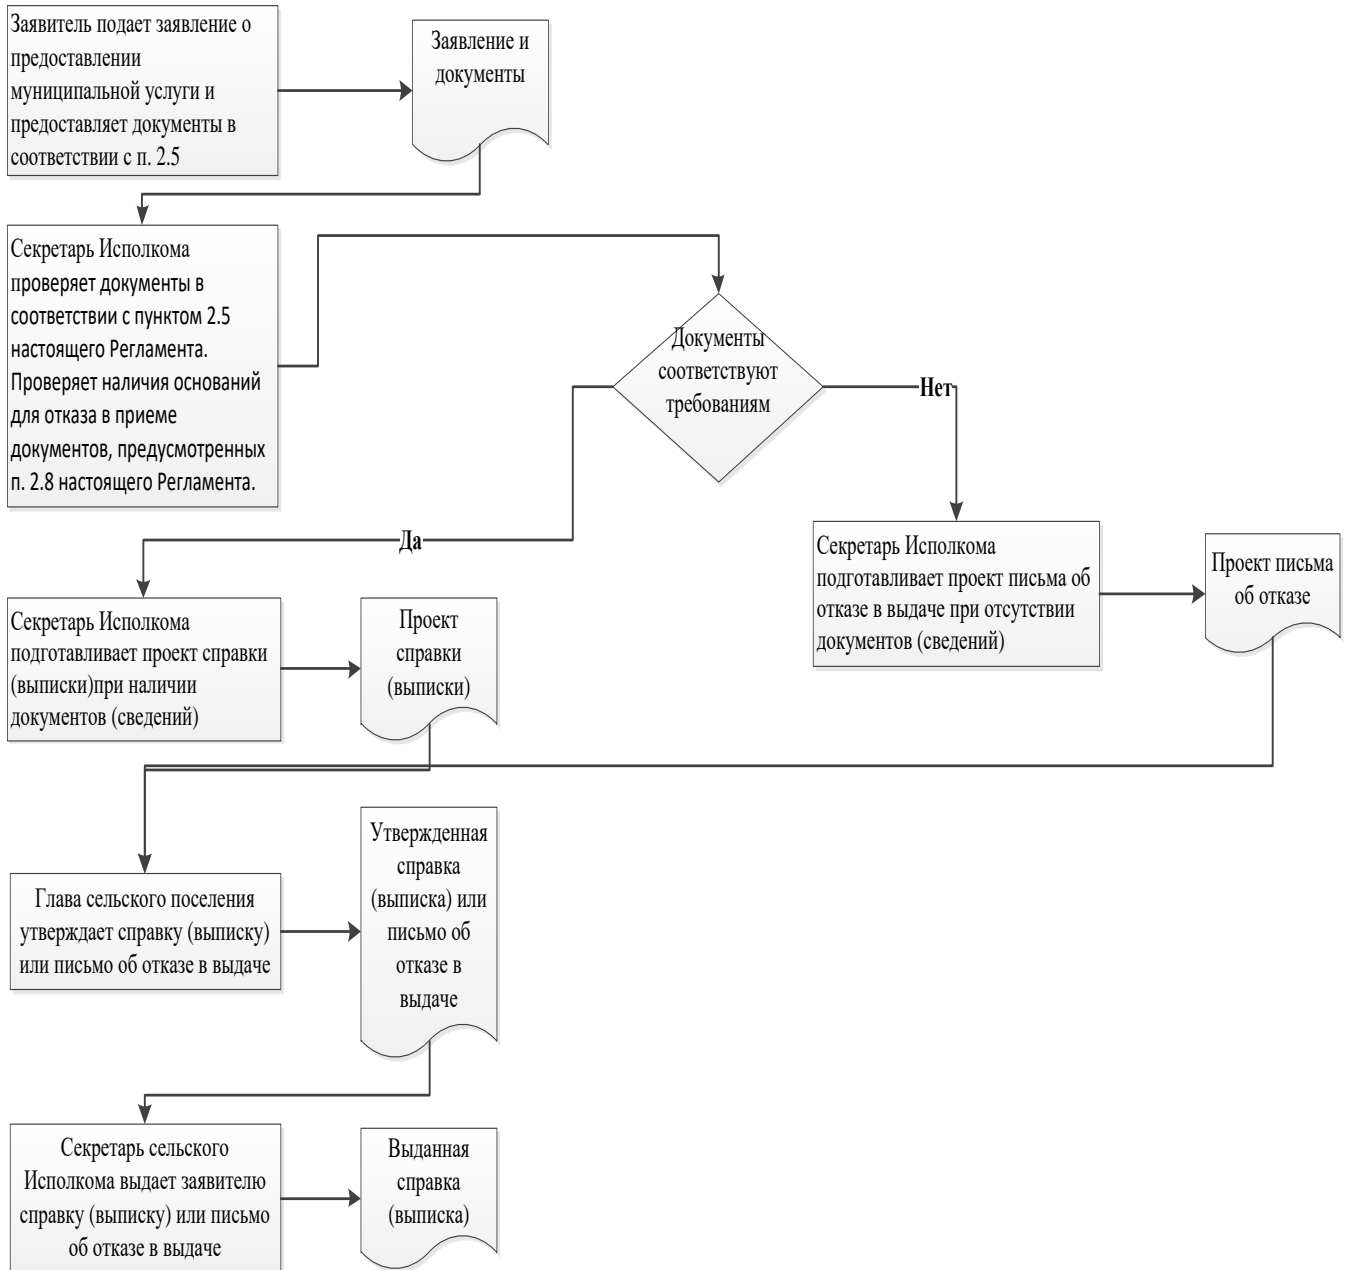 Заявитель подает заявление о
предоставлении
муниципальной услуги и
предоставляет документы в
соответствии с п. 2.5
Заявление и
документы
Секретарь Исполкома
проверяет документы в
соответствии с пунктом 2.5
настоящего Регламента.
Проверяет наличия оснований
для отказа в приеме
документов, предусмотренных
п. 2.8 настоящего Регламента.
Документы
соответствуют
требованиям
Нет
Да
Секретарь Исполкома
подготавливает проект письма об
отказе в выдаче при отсутствии
документов (сведений)
Проект письма
об отказе
Секретарь Исполкома
подготавливает проект справки
(выписки)при наличии
документов (сведений)
Проект
справки
(выписки)
Глава сельского поселения
утверждает справку (выписку)
или письмо об отказе в выдаче
Утвержденная
справка
(выписка) или
письмо об
отказе в
выдаче
Секретарь сельского
Исполкома выдает заявителю
справку (выписку) или письмо
об отказе в выдаче
Выданная
справка
(выписка)